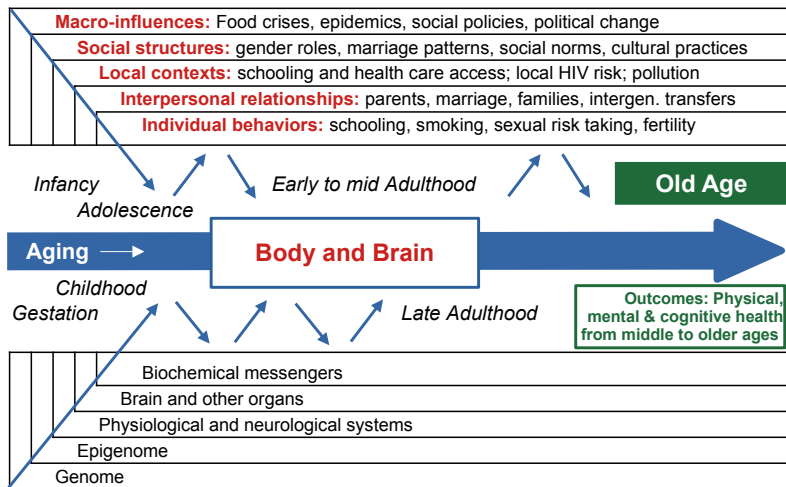 Macro-influences: Food crises, epidemics, social policies, political change
Social structures: gender roles, marriage patterns, social norms, cultural practices
Local contexts: schooling and health care access; local HIV risk; pollution
Interpersonal relationships: parents, marriage, families, intergen. transfers
Individual behaviors: schooling, smoking, sexual risk taking, fertility
Infancy
Early to mid Adulthood
Old Age
Adolescence
Aging
Body and Brain
Childhood
Gestation
Late Adulthood
Outcomes: Physical,
mental & cognitive health
from middle to older ages
Biochemical messengers
Brain and other organs
Physiological and neurological systems
Epigenome
Genome